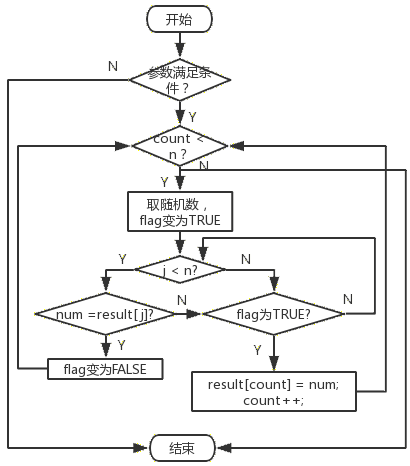 开始
N
参数满足条
件？
Y
count <
n ?
N
Y
取随机数，
flag变为TRUE
Y
j < n?
N
num =result[j]?
N
flag为TRUE?
N
Y
Y
flag变为FALSE
result[count] = num;
count++;
结束